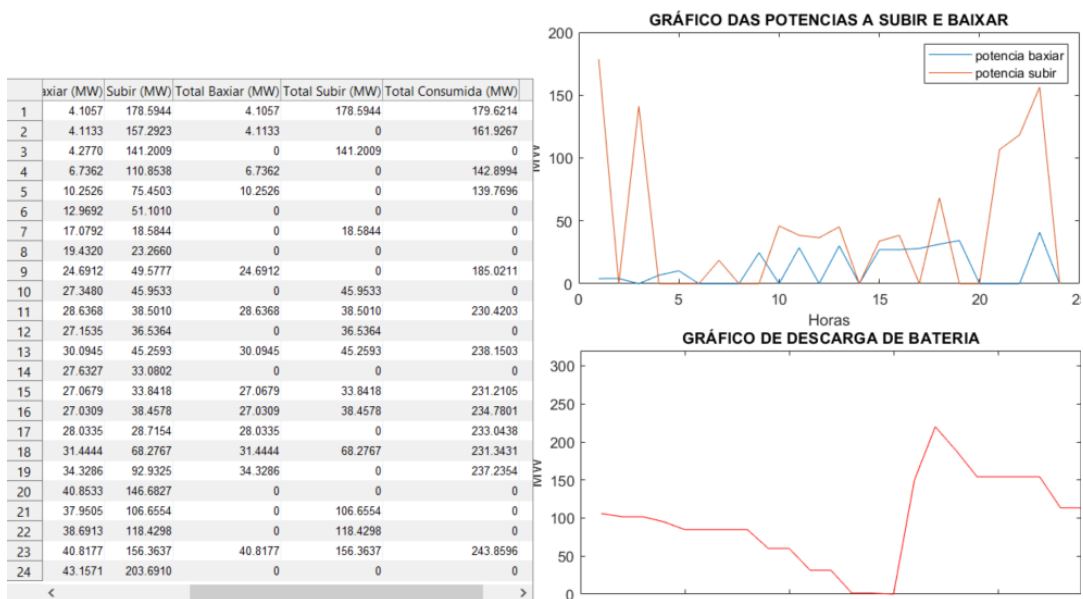 axiar (MW) Subir (MW) Total Baxiar (MW) Total Subir (MW) Total Consumida (MW)
1 4.1057 178.5944 4.1057 178.5944 179.6214
2 4.1133 157.2923 4.1133 0 161.9267
3 4.2770 141.2009 0 141.2009 0
4 6.7362 110.8538 6.7362 0 142.8994
5 10.2526 75.4503 10.2526 0 139.7696
6 12.9692 51.1010 0 0 0
7 17.0792 18.5844 0 18.5844 0
8 19.4320 23.2660 0 0 0
9 24.6912 49.5777 24.6912 0 185.0211
10 27.3480 45.9533 0 45.9533 0
11 28.6368 38.5010 28.6368 38.5010 230.4203
12 27.1535 36.5364 0 36.5364 0
13 30.0945 45.2593 30.0945 45.2593 238.1503
14 27.6327 33.0802 0 0 0
15 27.0679 33.8418 27.0679 33.8418 231.2105
16 27.0309 38.4578 27.0309 38.4578 234.7801
17 28.0335 28.7154 28.0335 0 233.0438
18 31.4444 68.2767 31.4444 68.2767 231.3431
19 34.3286 92.9325 34.3286 0 237.2354
20 40.8533 146.6827 0 0 0
21 37.9505 106.6554 0 106.6554 0
22 38.6913 118.4298 0 118.4298 0
23 40.8177 156.3637 40.8177 156.3637 243.8596
24 43.1571 203.6910 0 0 0
GRÁFICO DAS POTENCIAS A SUBIR E BAIXAR
200
150
100
50
0
MW
potencia baxiar
potencia subir
0 5 10 15 20 25
Horas
GRÁFICO DE DESCARGA DE BATERIA
300
250
200
150
100
50
0
MW